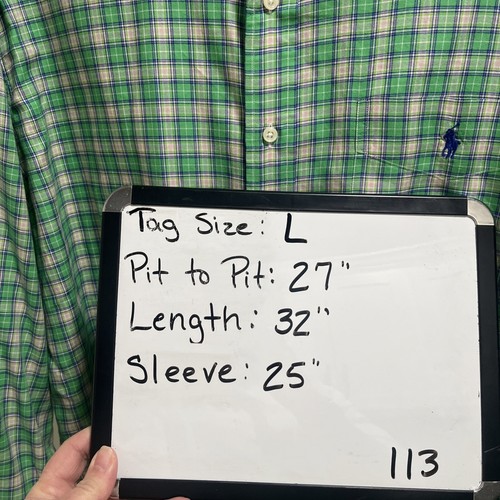 Tag Size: L
Pit to Pit: 27"
Length: 32"
Sleeve: 25"
113